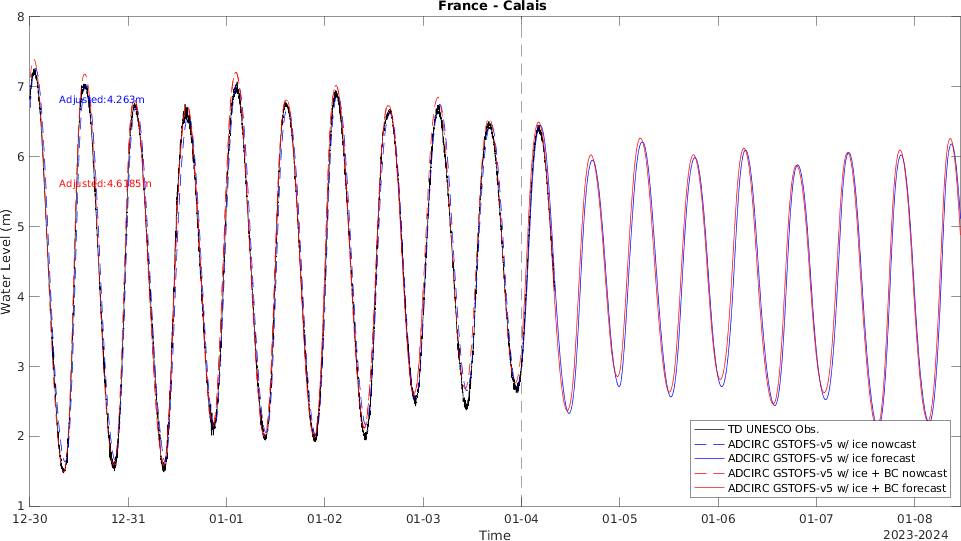 France - Calais
8
7
6
5
4
3
2
1
Water Level (m)
Adjusted:4.263m
Adjusted:4.6185m
TD UNESCO Obs.
ADCIRC GSTOFS-v5 w/ ice nowcast
ADCIRC GSTOFS-v5 w/ ice forecast
ADCIRC GSTOFS-v5 w/ ice + BC nowcast
ADCIRC GSTOFS-v5 w/ ice + BC forecast
12-30 12-31 01-01 01-02 01-03 01-04 01-05 01-06 01-07 01-08
Time
2023-2024